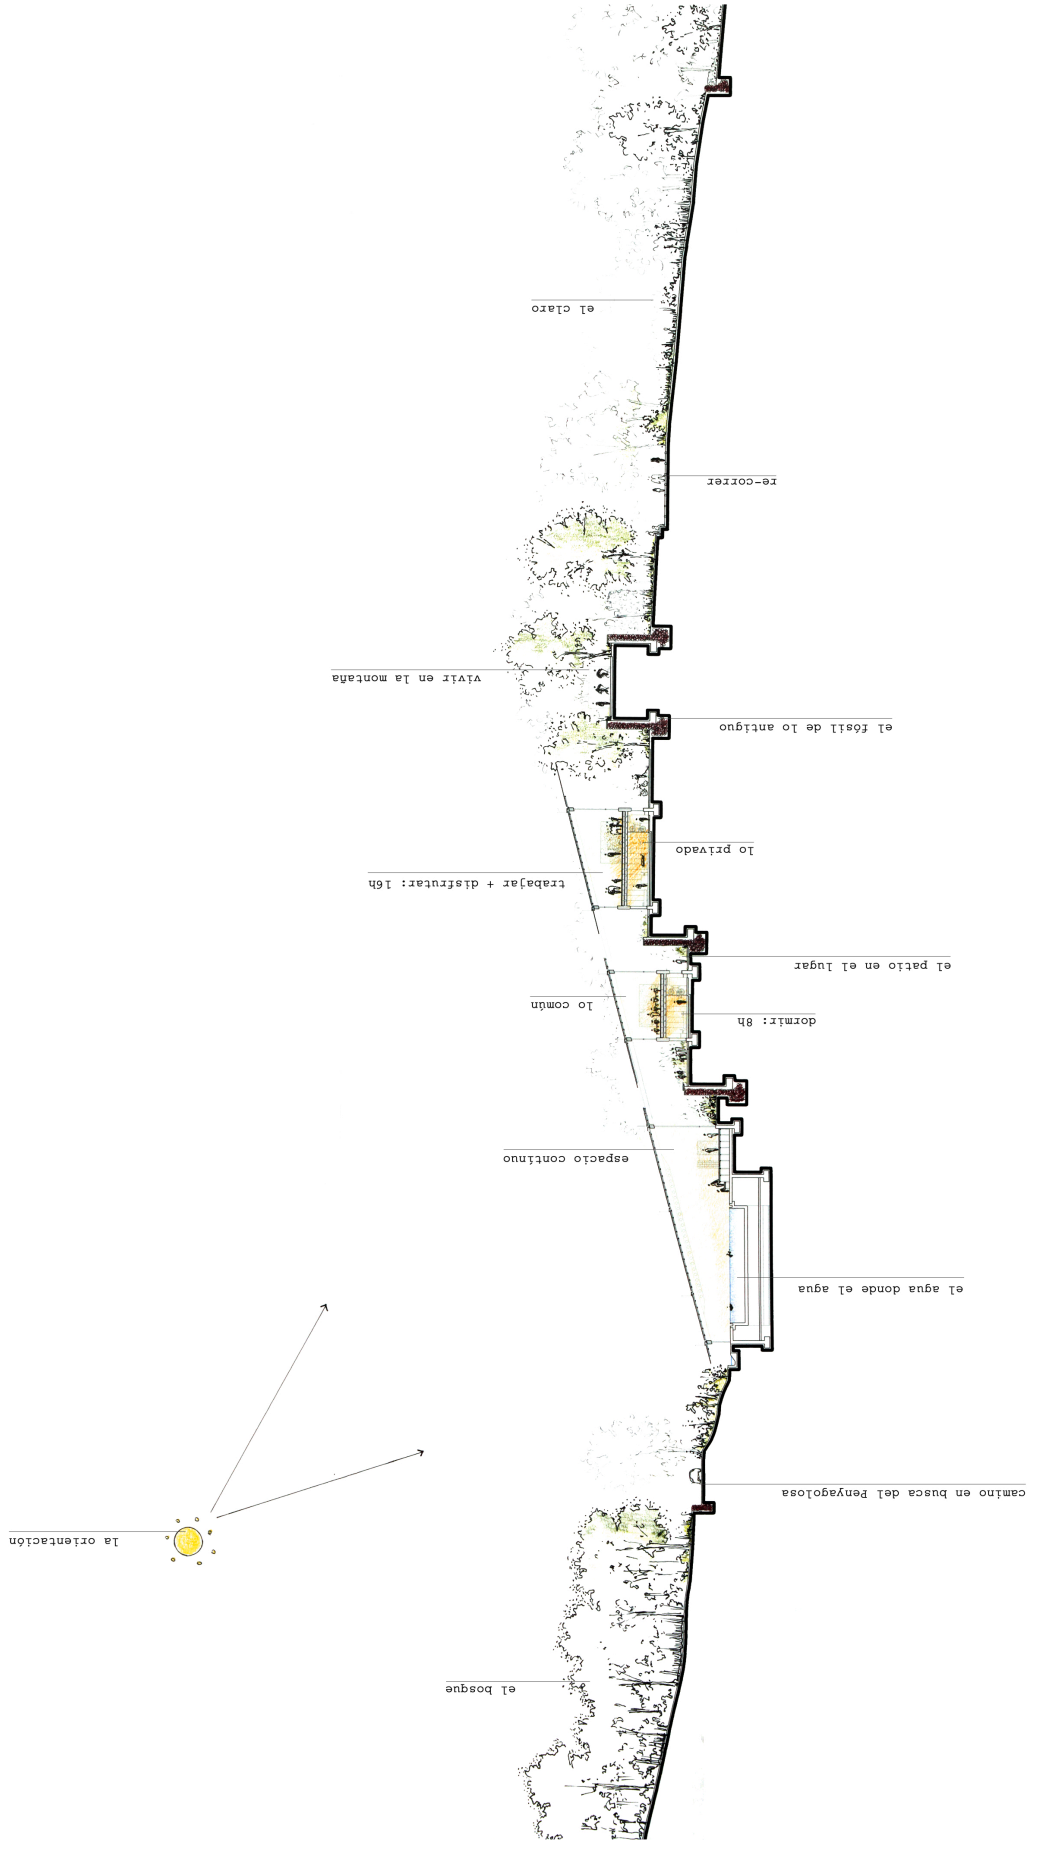 el claro
re-correr
vivir en la montaña
el fósil de lo antiguo
lo privado
trabajar + disfrutar: 16h
el patio en el lugar
lo común
dormir: 8h
espacio contínuo
el agua donde el agua
camino en busca del Penyagolosa
la orientación
el bosque